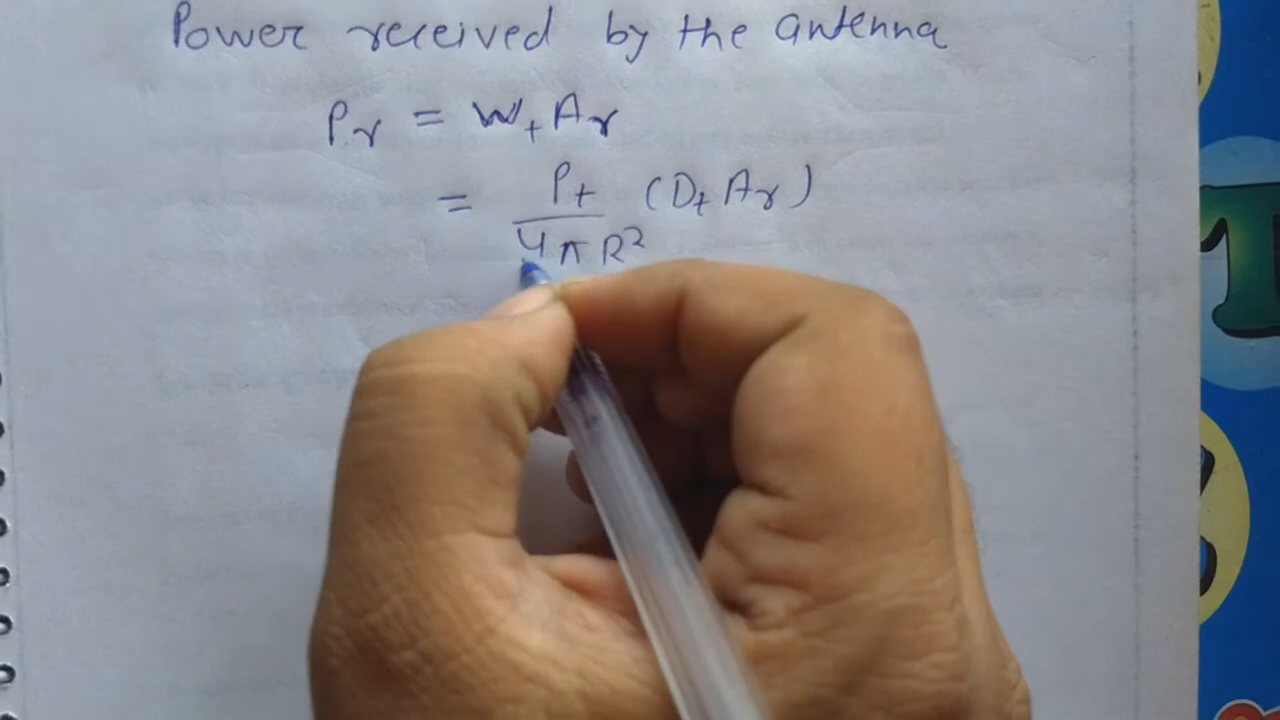 Power received by the antenna
Pr = Wt Ar
= Pt / 4πR² (Dt Ar)
T